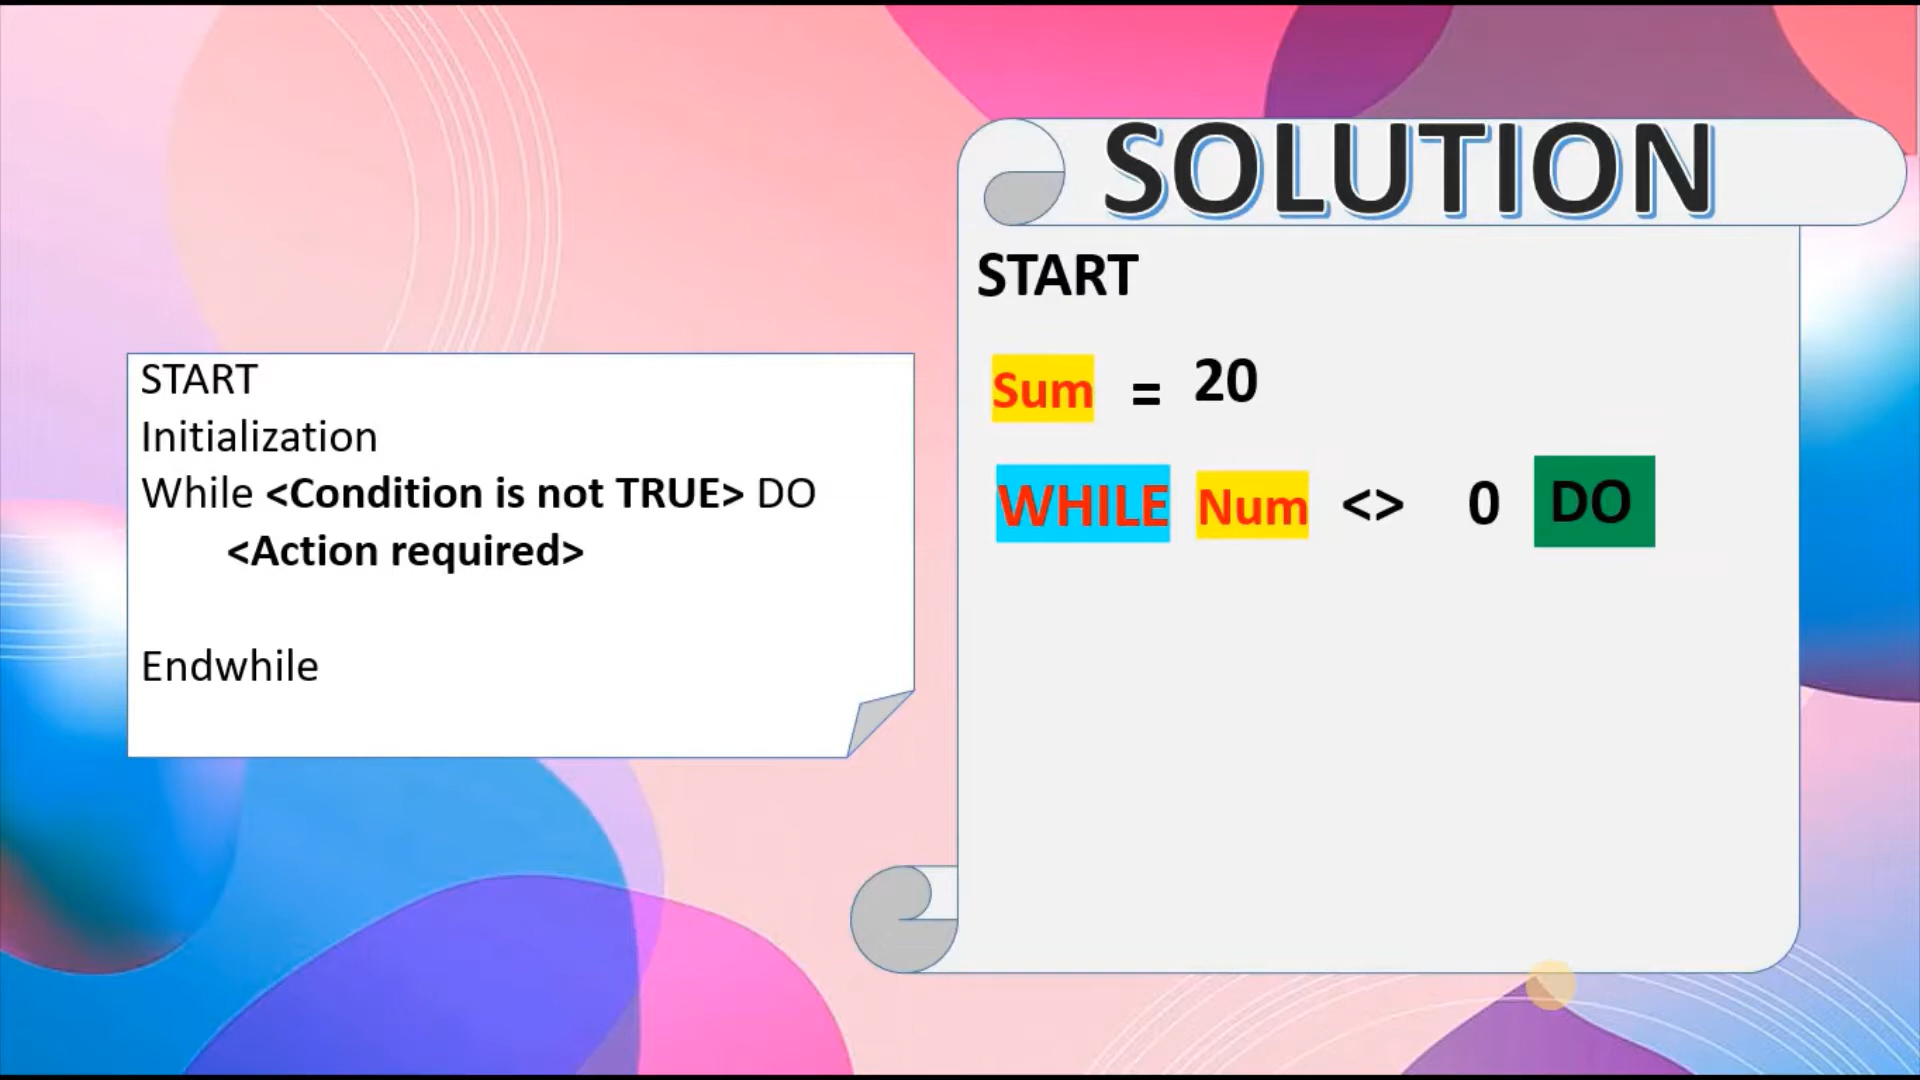 START
Initialization
While <Condition is not TRUE> DO
<Action required>
Endwhile
SOLUTION
START
Sum = 20
WHILE Num <> 0 DO